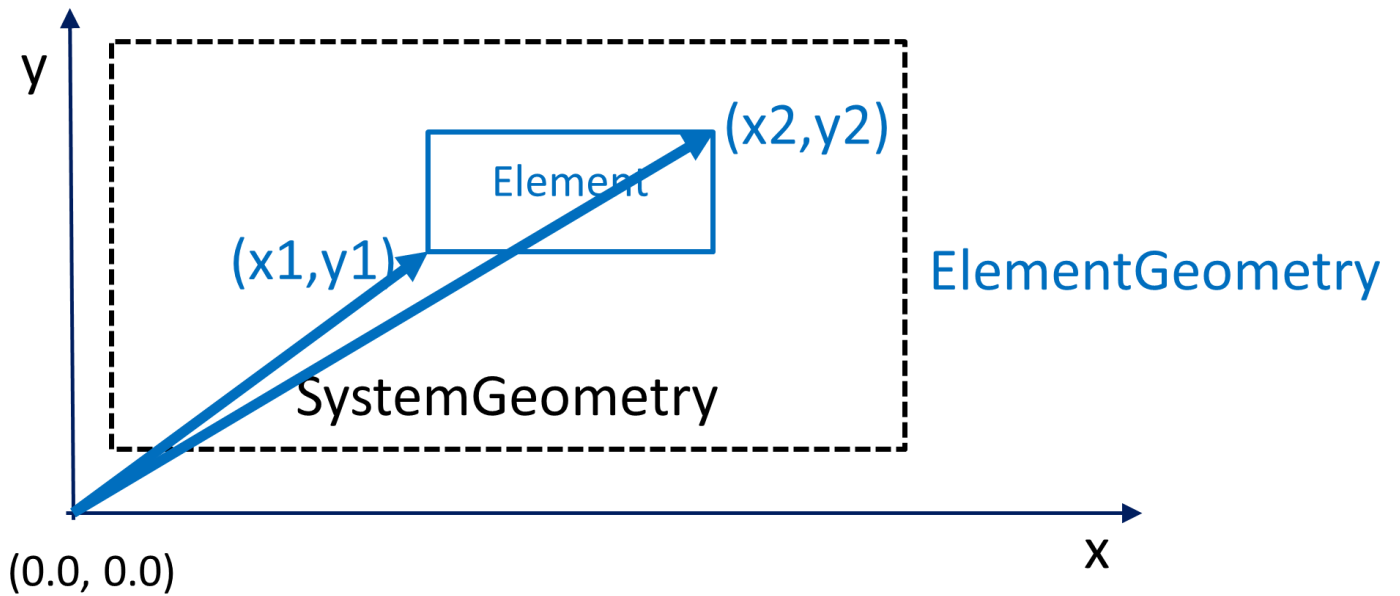 y
(x2,y2)
Element
(x1,y1)
ElementGeometry
SystemGeometry
x
(0.0, 0.0)